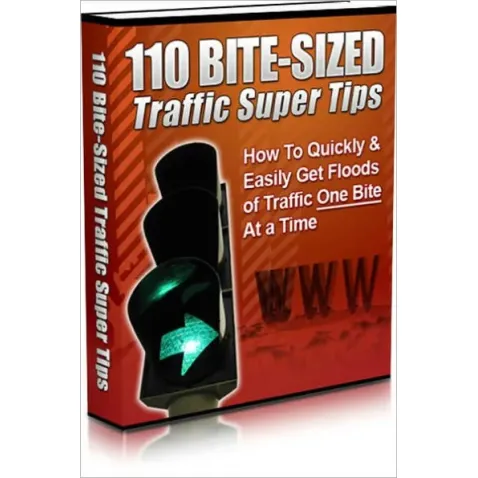 110 BITE-SIZED
Traffic Super Tips
How To Quickly &
Easily Get Floods
of Traffic One Bite
At a Time
WWW
110 Bite-Sized Traffic Super Tips